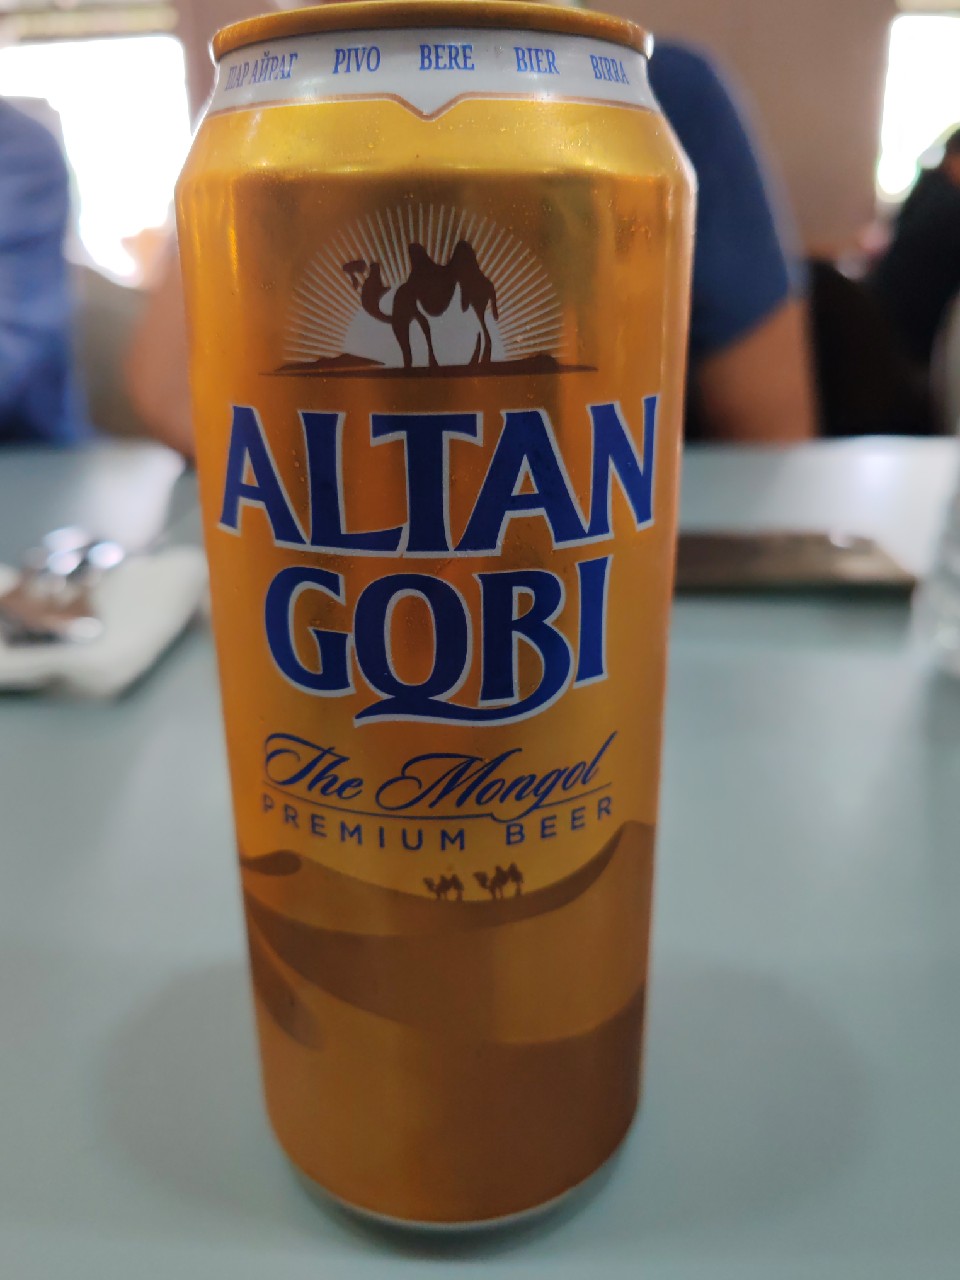 ШАР АЙРАГ PIVO BERE BIER BIRRA
ALTAN
GOBI
The Mongol
PREMIUM BEER